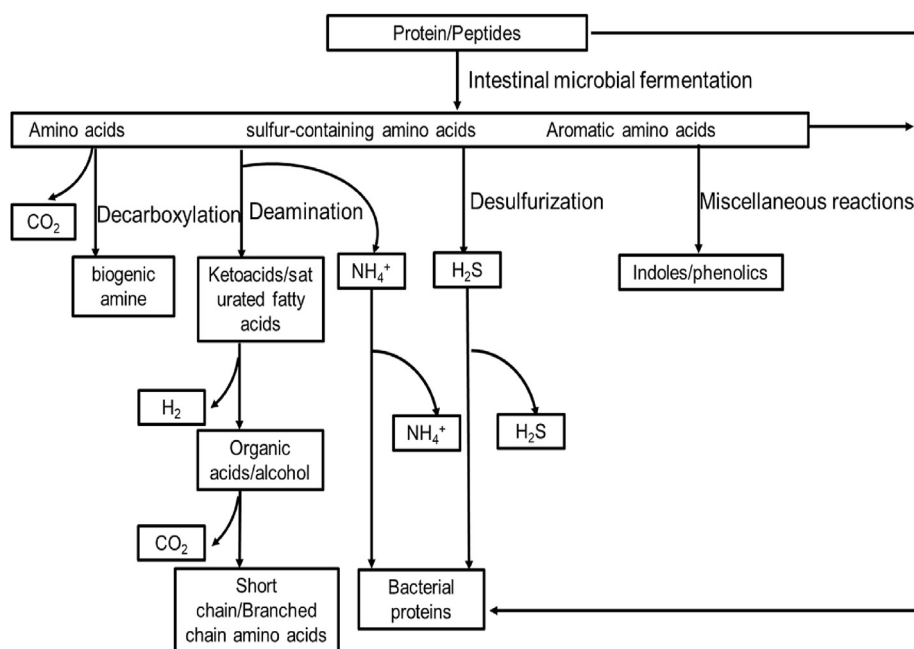 Protein/Peptides
Intestinal microbial fermentation
Amino acids sulfur-containing amino acids Aromatic amino acids
Decarboxylation
Deamination
Desulfurization
Miscellaneous reactions
CO₂
biogenic
amine
Ketoacids/sat
urated fatty
acids
NH₄⁺
H₂S
Indoles/phenolics
H₂
NH₄⁺
H₂S
Organic
acids/alcohol
CO₂
Short
chain/Branched
chain amino acids
Bacterial
proteins